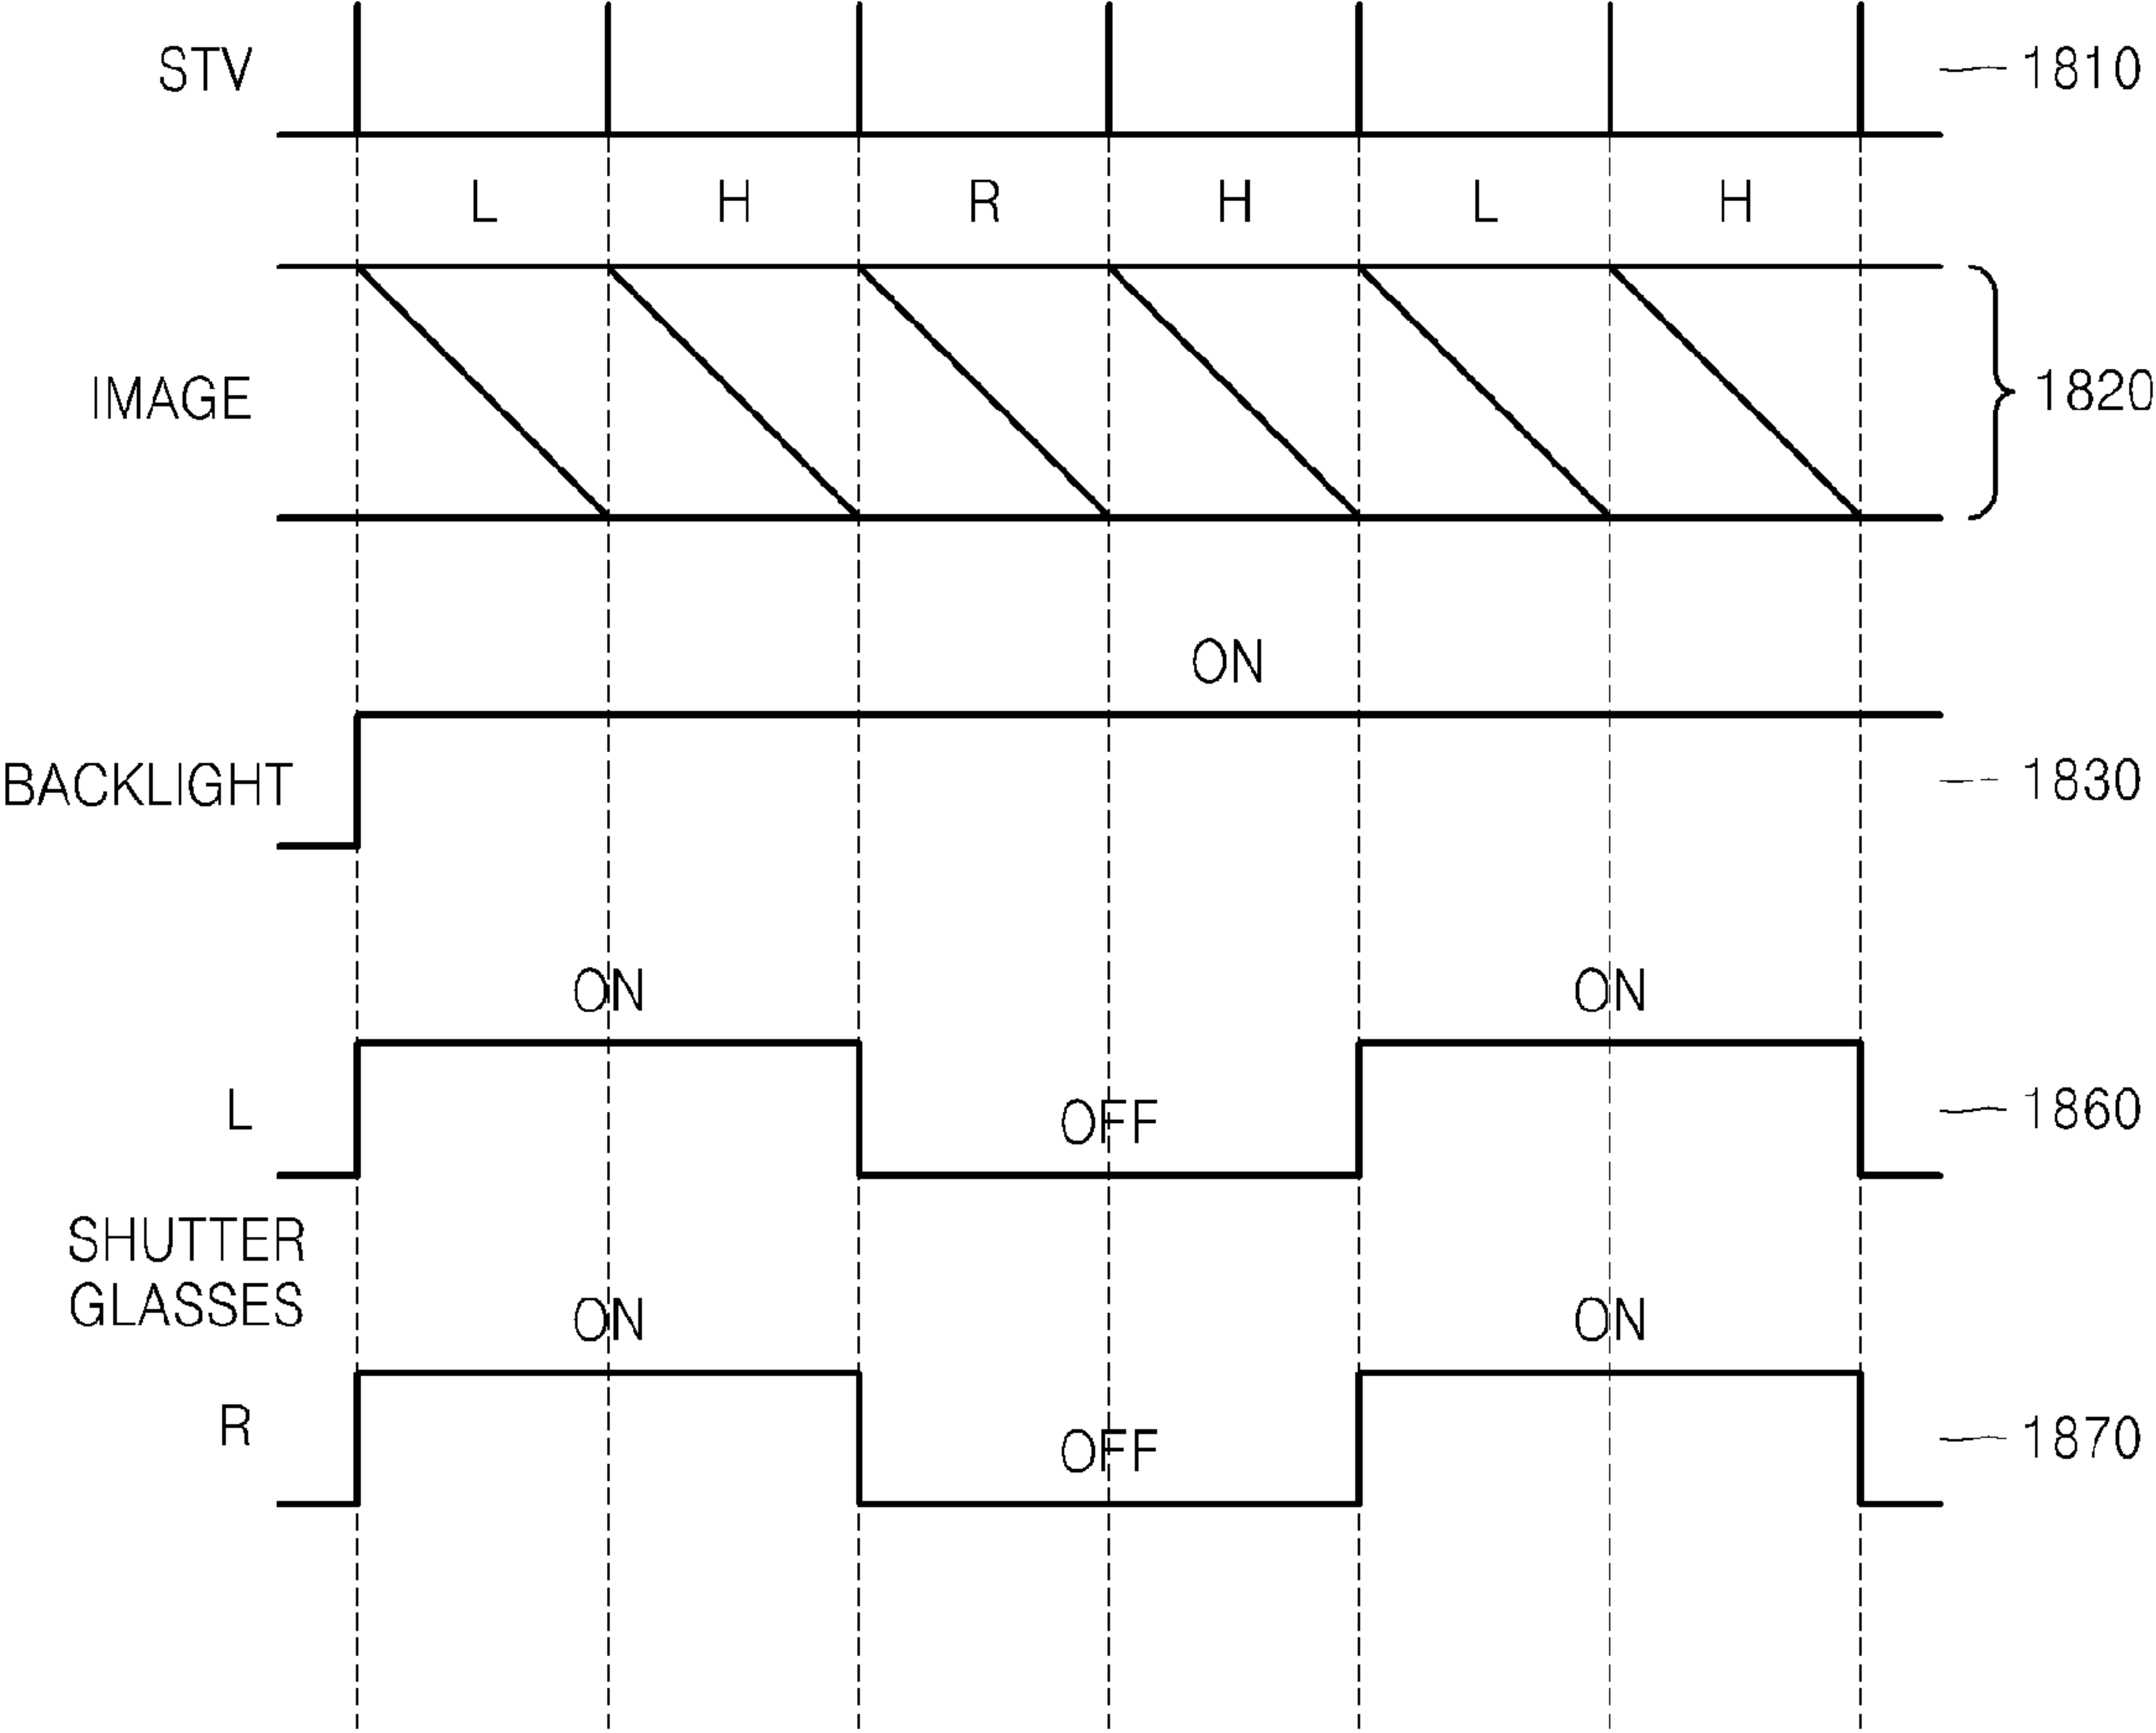 STV
1810
L H R H L H
IMAGE
1820
ON
BACKLIGHT
1830
ON ON
L
OFF
1860
SHUTTER
GLASSES
ON ON
R
OFF
1870